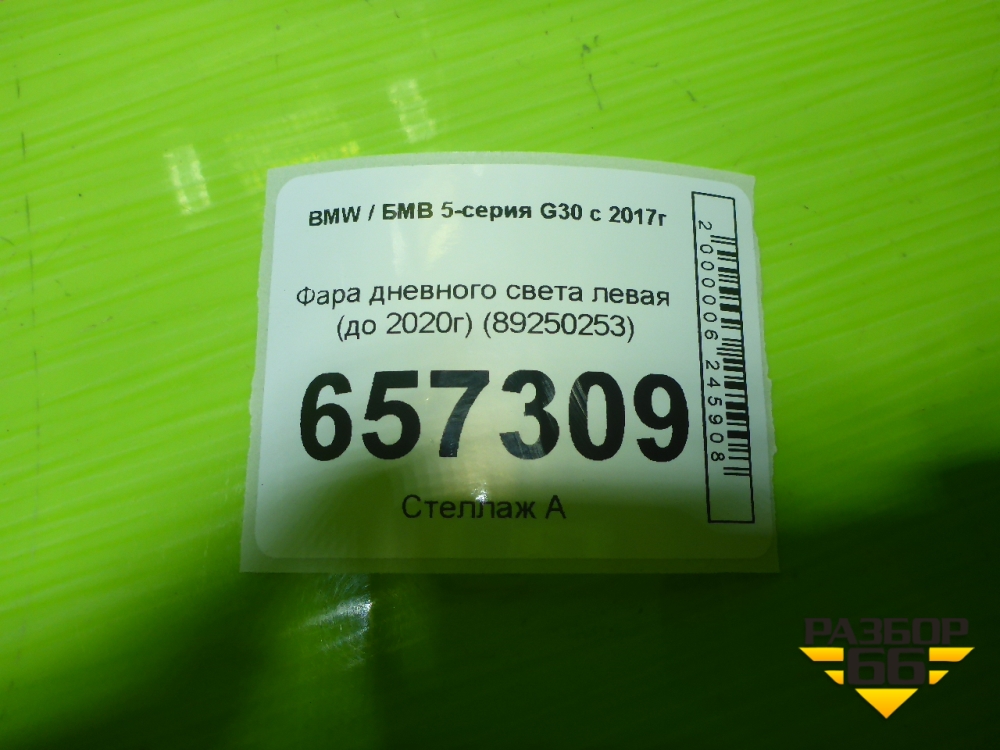 BMW / БМВ 5-серия G30 с 2017г
Фара дневного света левая
(до 2020г) (89250253)
657309
Стеллаж А
2000006245908
РАЗБОР
66